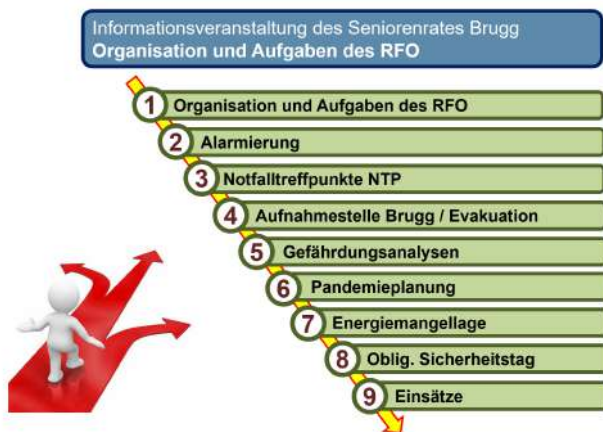 Informationsveranstaltung des Seniorenrates Brugg
Organisation und Aufgaben des RFO
1 Organisation und Aufgaben des RFO
2 Alarmierung
3 Notfalltreffpunkte NTP
4 Aufnahmestelle Brugg / Evakuation
5 Gefährdungsanalysen
6 Pandemieplanung
7 Energiemangellage
8 Oblig. Sicherheitstag
9 Einsätze